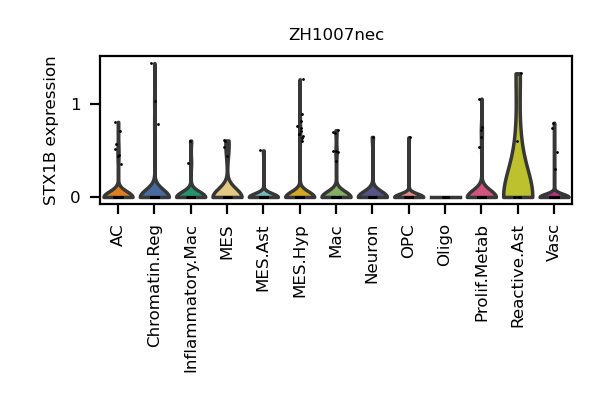 ZH1007nec
STX1B expression
1
0
AC
Chromatin.Reg
Inflammatory.Mac
MES
MES.Ast
MES.Hyp
Mac
Neuron
OPC
Oligo
Prolif.Metab
Reactive.Ast
Vasc